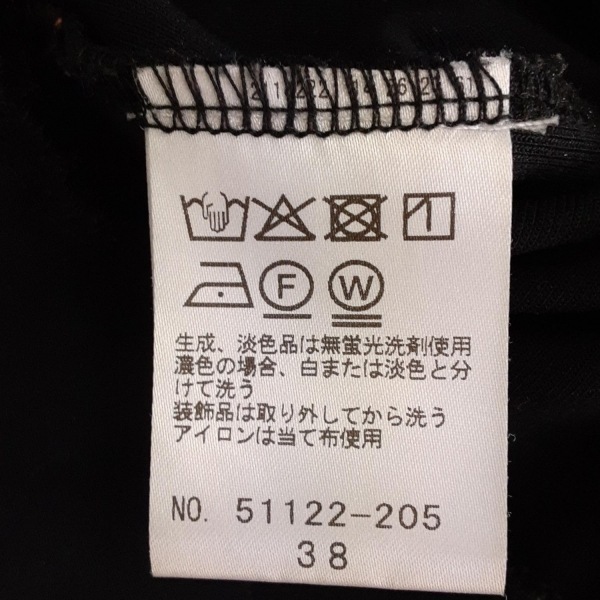 F W
生成、淡色品は無蛍光洗剤使用
濃色の場合、白または淡色と分
けて洗う
装飾品は取り外してから洗う
アイロンは当て布使用
NO. 51122-205
38